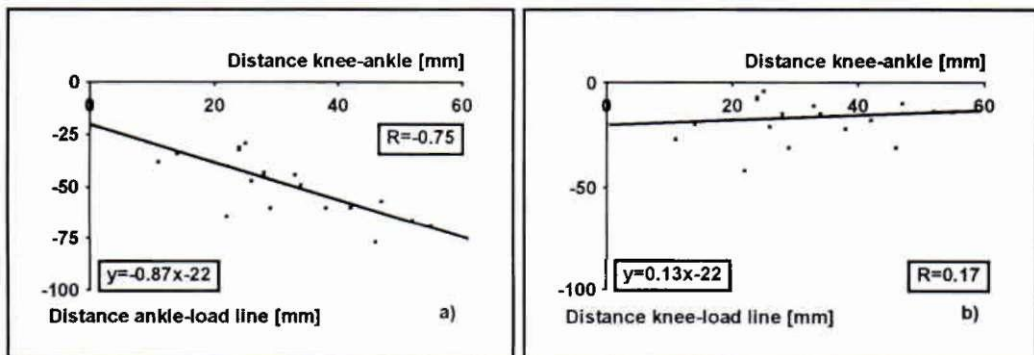 Distance knee-ankle [mm]
0
0 20 40 60
-25
R=-0.75
-50
-75
y=-0.87x-22
-100
Distance ankle-load line [mm] a)
Distance knee-ankle [mm]
0
0 20 40 60
-50
y=0.13x-22 R=0.17
-100
Distance knee-load line [mm] b)